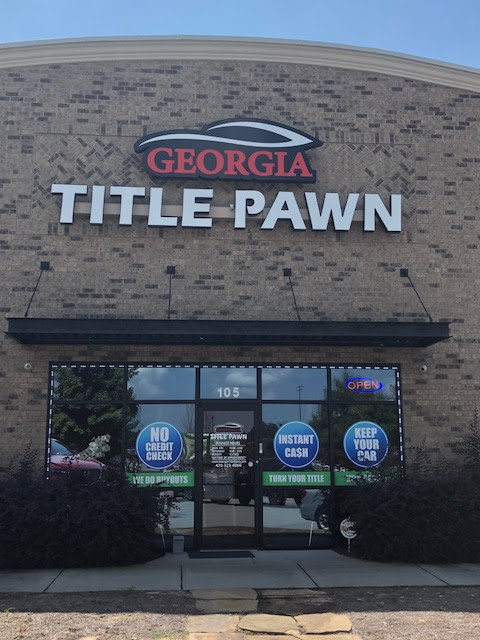 GEORGIA
TITLE PAWN
OPEN
105
TITLE PAWN
NO
CREDIT
CHECK
INSTANT
CA$H
KEEP
YOUR
CAR
WE DO BUYOUTS
TURN YOUR TITLE